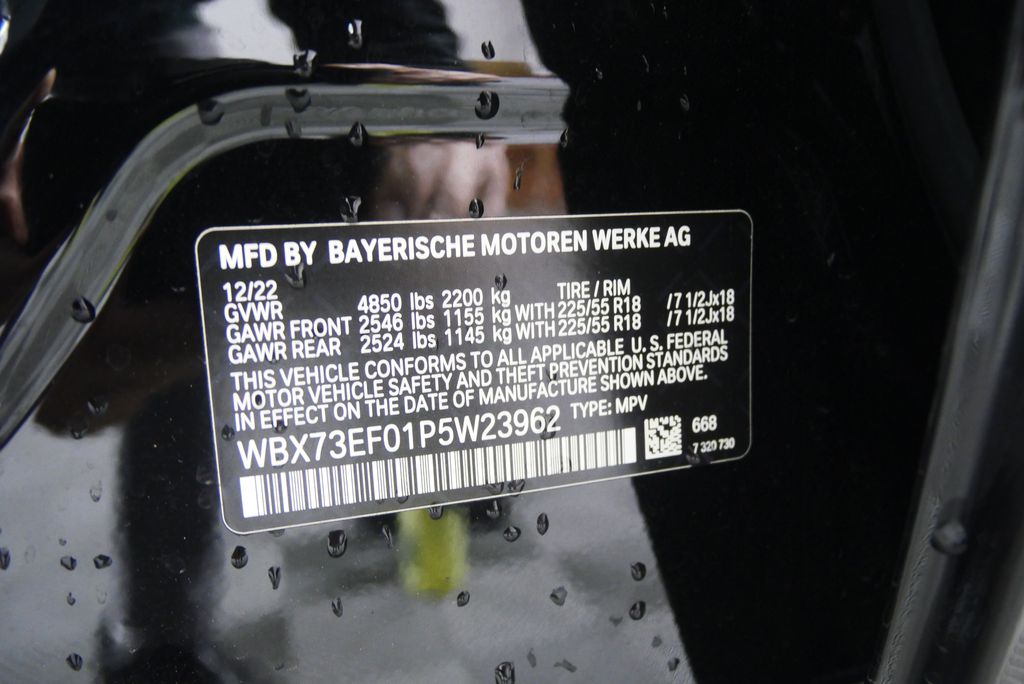 MFD BY BAYERISCHE MOTOREN WERKE AG
12/22 TIRE / RIM
GVWR 4850 lbs 2200 kg
GAWR FRONT 2546 lbs 1155 kg WITH 225/55 R18 /7 1/2Jx18
GAWR REAR 2524 lbs 1145 kg WITH 225/55 R18 /7 1/2Jx18
THIS VEHICLE CONFORMS TO ALL APPLICABLE U. S. FEDERAL
MOTOR VEHICLE SAFETY AND THEFT PREVENTION STANDARDS
IN EFFECT ON THE DATE OF MANUFACTURE SHOWN ABOVE.
WBX73EF01P5W23962 TYPE: MPV
668
7 320 730